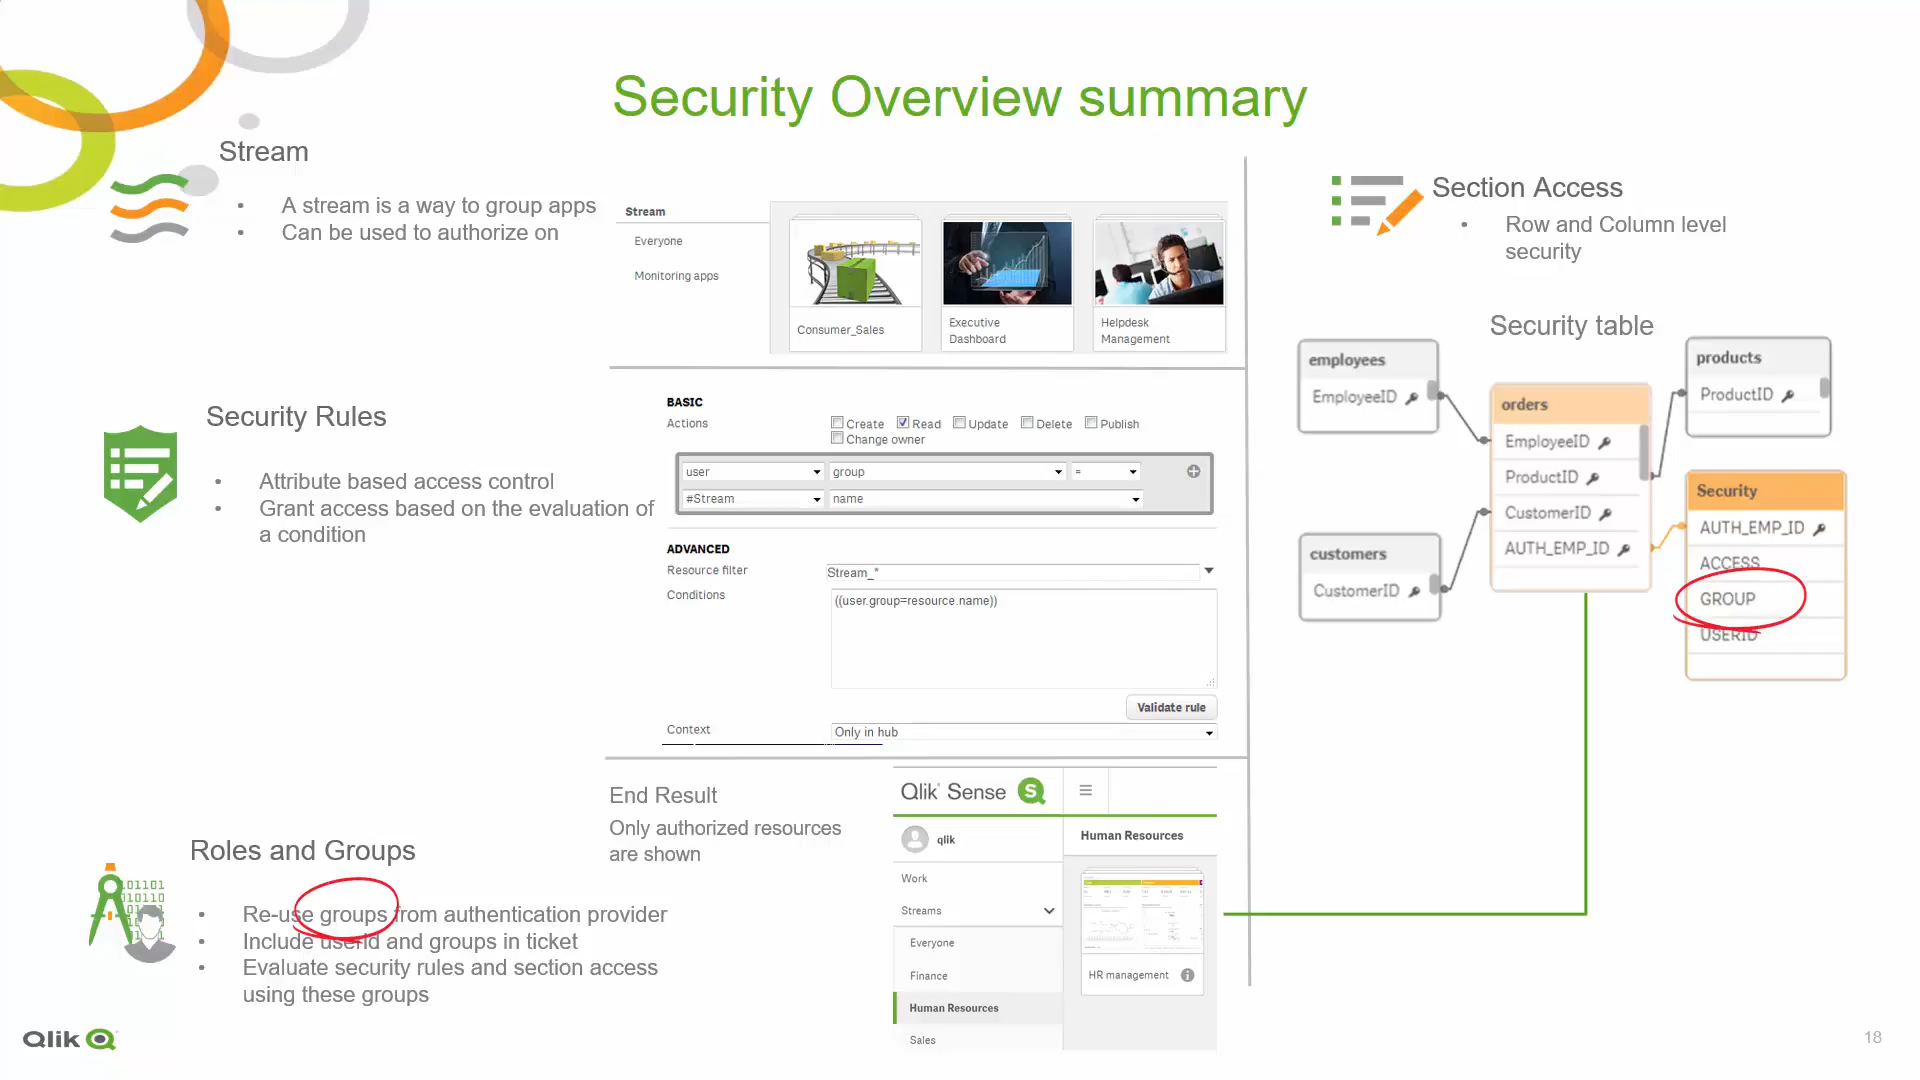 Security Overview summary
Stream
• A stream is a way to group apps
• Can be used to authorize on
Stream
Everyone
Monitoring apps
Consumer_Sales
Executive
Dashboard
Helpdesk
Management
Security Rules
• Attribute based access control
• Grant access based on the evaluation of
a condition
BASIC
Actions
Create Read Update Delete Publish
Change owner
user group =
#Stream name
ADVANCED
Resource filter Stream_*
Conditions ((user.group=resource.name))
Validate rule
Context Only in hub
Roles and Groups
• Re-use groups from authentication provider
• Include userid and groups in ticket
• Evaluate security rules and section access
using these groups
End Result
Only authorized resources
are shown
Qlik Sense S
qlik
Work
Streams
Everyone
Finance
Human Resources
Sales
Human Resources
HR management
Section Access
• Row and Column level
security
Security table
employees
EmployeeID
customers
CustomerID
orders
EmployeeID
ProductID
CustomerID
AUTH_EMP_ID
products
ProductID
Security
AUTH_EMP_ID
ACCESS
GROUP
USERID
Qlik
18